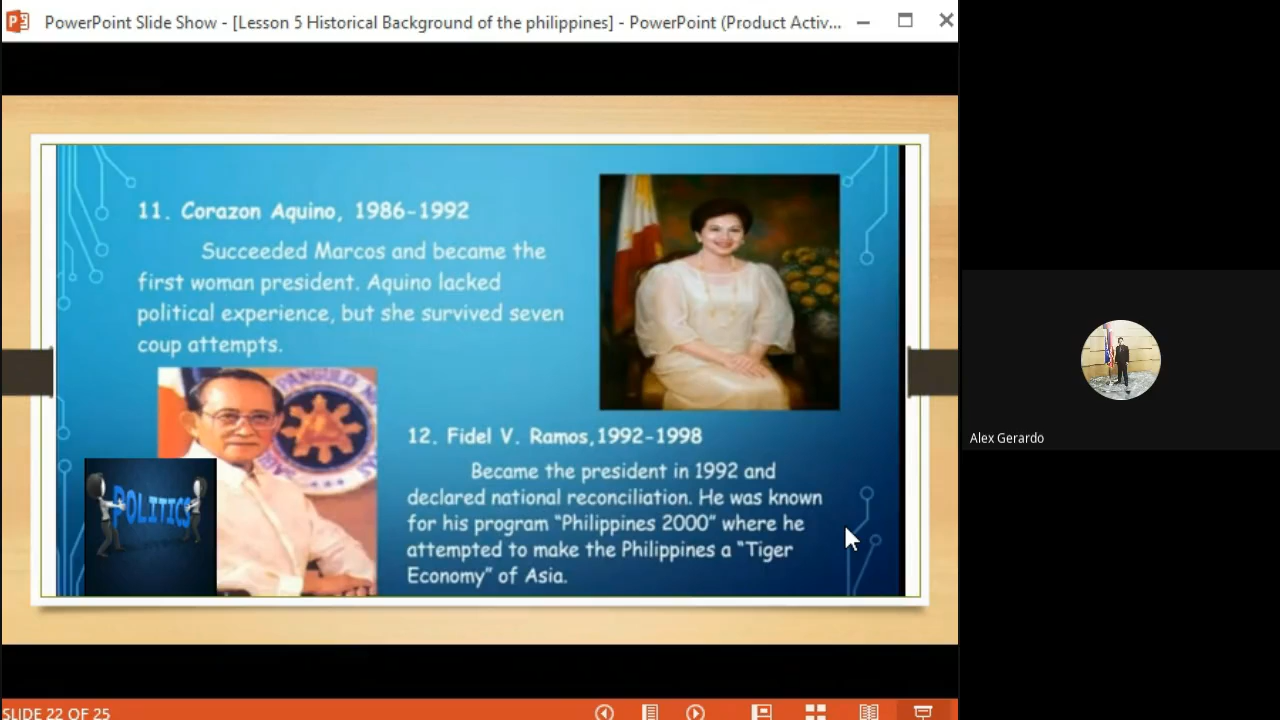 PowerPoint Slide Show - [Lesson 5 Historical Background of the philippines] - PowerPoint (Product Activ...
11. Corazon Aquino, 1986-1992
Succeeded Marcos and became the
first woman president. Aquino lacked
political experience, but she survived seven
coup attempts.
12. Fidel V. Ramos,1992-1998
Became the president in 1992 and
declared national reconciliation. He was known
for his program “Philippines 2000” where he
attempted to make the Philippines a “Tiger
Economy” of Asia.
POLITICS
Alex Gerardo
SLIDE 22 OF 25